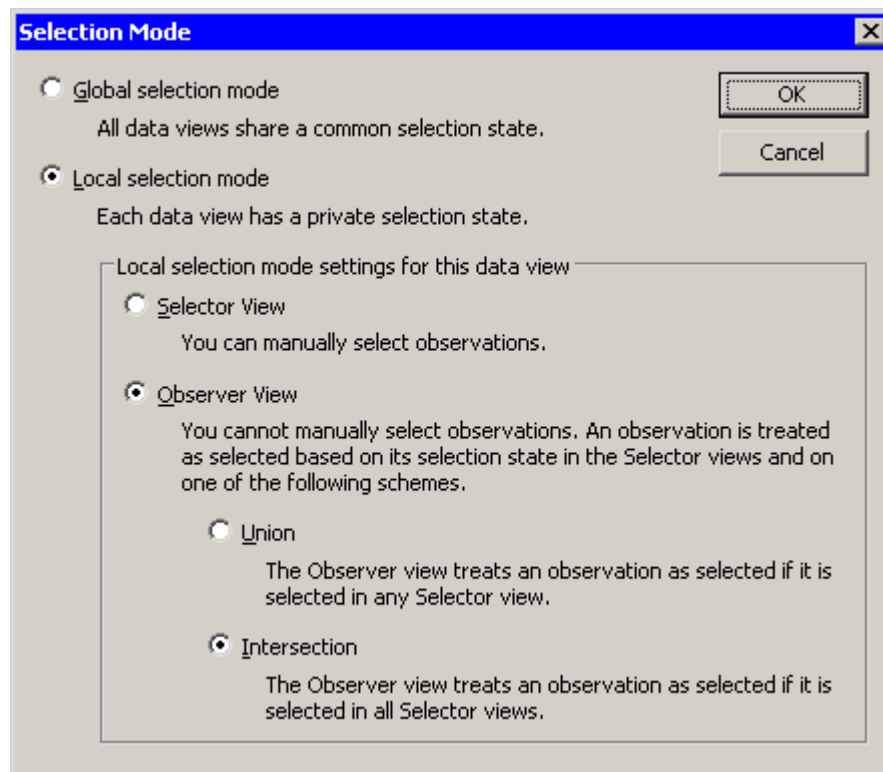 Selection Mode
Global selection mode
OK
All data views share a common selection state.
Cancel
Local selection mode
Each data view has a private selection state.
Local selection mode settings for this data view
Selector View
You can manually select observations.
Observer View
You cannot manually select observations. An observation is treated
as selected based on its selection state in the Selector views and on
one of the following schemes.
Union
The Observer view treats an observation as selected if it is
selected in any Selector view.
Intersection
The Observer view treats an observation as selected if it is
selected in all Selector views.